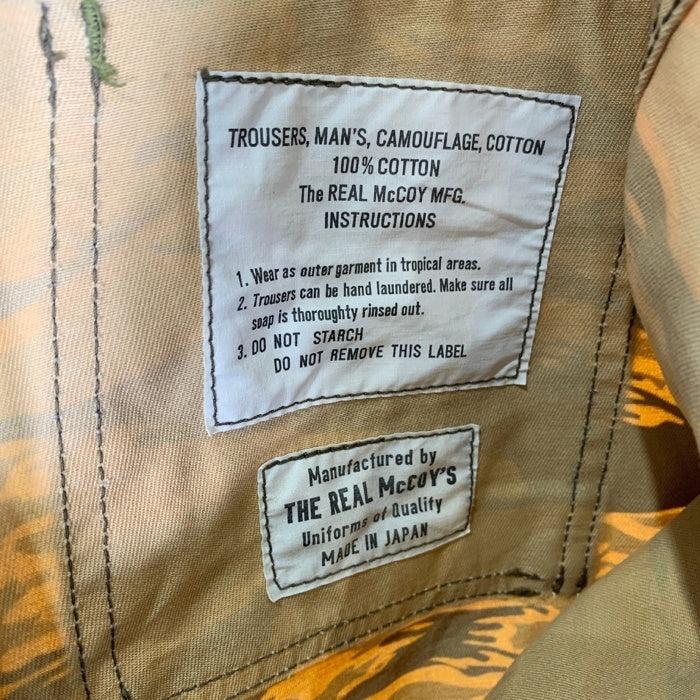 TROUSERS, MAN'S, CAMOUFLAGE, COTTON
100% COTTON
The REAL McCOY MFG.
INSTRUCTIONS
1. Wear as outer garment in tropical areas.
2. Trousers can be hand laundered. Make sure all
soap is thoroughty rinsed out.
3. DO NOT STARCH
DO NOT REMOVE THIS LABEL
Manufactured by
THE REAL McCOY'S
Uniforms of Quality
MADE IN JAPAN